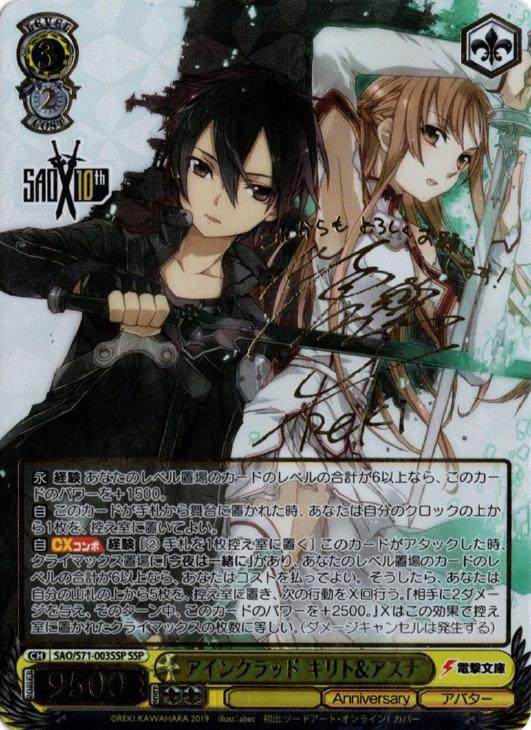 LEVEL
3
2
COST
SAO 10th
これからも よろしくお願い
です!
Reki
永 経験 あなたのレベル置場のカードのレベルの合計が6以上なら、このカー
ドのパワーを+1500。
自 このカードが手札から舞台に置かれた時、あなたは自分のクロックの上か
ら1枚を、控え室に置いてよい。
自 CXコンボ 経験 [② 手札を1枚控え室に置く] このカードがアタックした時、
クライマックス置場に「今夜は一緒に」があり、あなたのレベル置場のカードのレ
ベルの合計が6以上なら、あなたはコストを払ってよい。そうしたら、あなたは
自分の山札の上から5枚を、控え室に置き、次の行動をX回行う。『相手に2ダメ
ージを与え、そのターン中、このカードのパワーを+2500。』Xはこの効果で控え
室に置かれたクライマックスの枚数に等しい。(ダメージキャンセルは発生する)
CH SAO/S71-003SSP SSP
アインクラッド キリト&アスナ
電撃文庫
POWER
9500
SOUL
Anniversary
アバター
©REKI KAWAHARA 2019 illust:abec 初出:ソードアート・オンライン1 カバー